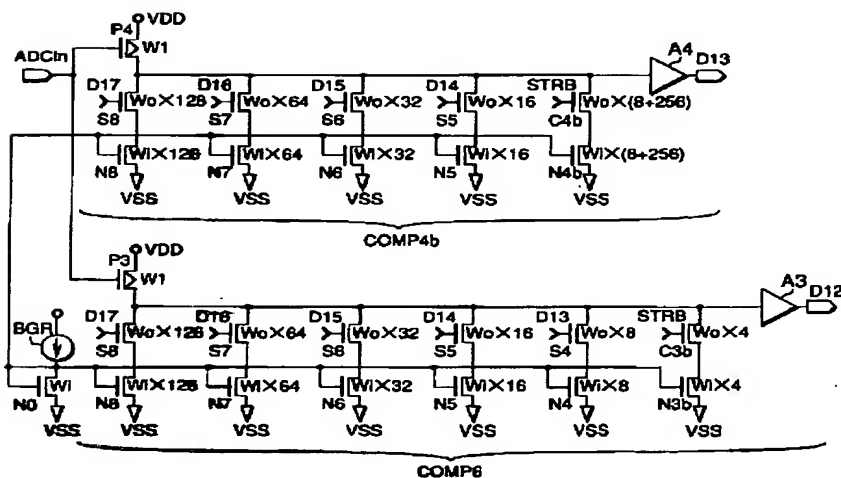 P4 VDD
ADCin W1 A4 D13
D17 D16 D15 D14 STRB
Wo×128 Wo×64 Wo×32 Wo×16 Wo×(8+256)
S8 S7 S6 S5 C4b
Wi×128 Wi×64 Wi×32 Wi×16 Wi×(8+256)
N8 N7 N6 N5 N4b
VSS VSS VSS VSS VSS
COMP4b
P3 VDD
W1 A3 D12
BGR D17 D16 D15 D14 D13 STRB
Wo×128 Wo×64 Wo×32 Wo×16 Wo×8 Wo×4
S8 S7 S6 S5 S4 C3b
Wi Wi×128 Wi×64 Wi×32 Wi×16 Wi×8 Wi×4
N0 N8 N7 N6 N5 N4 N3b
VSS VSS VSS VSS VSS VSS VSS
COMP6